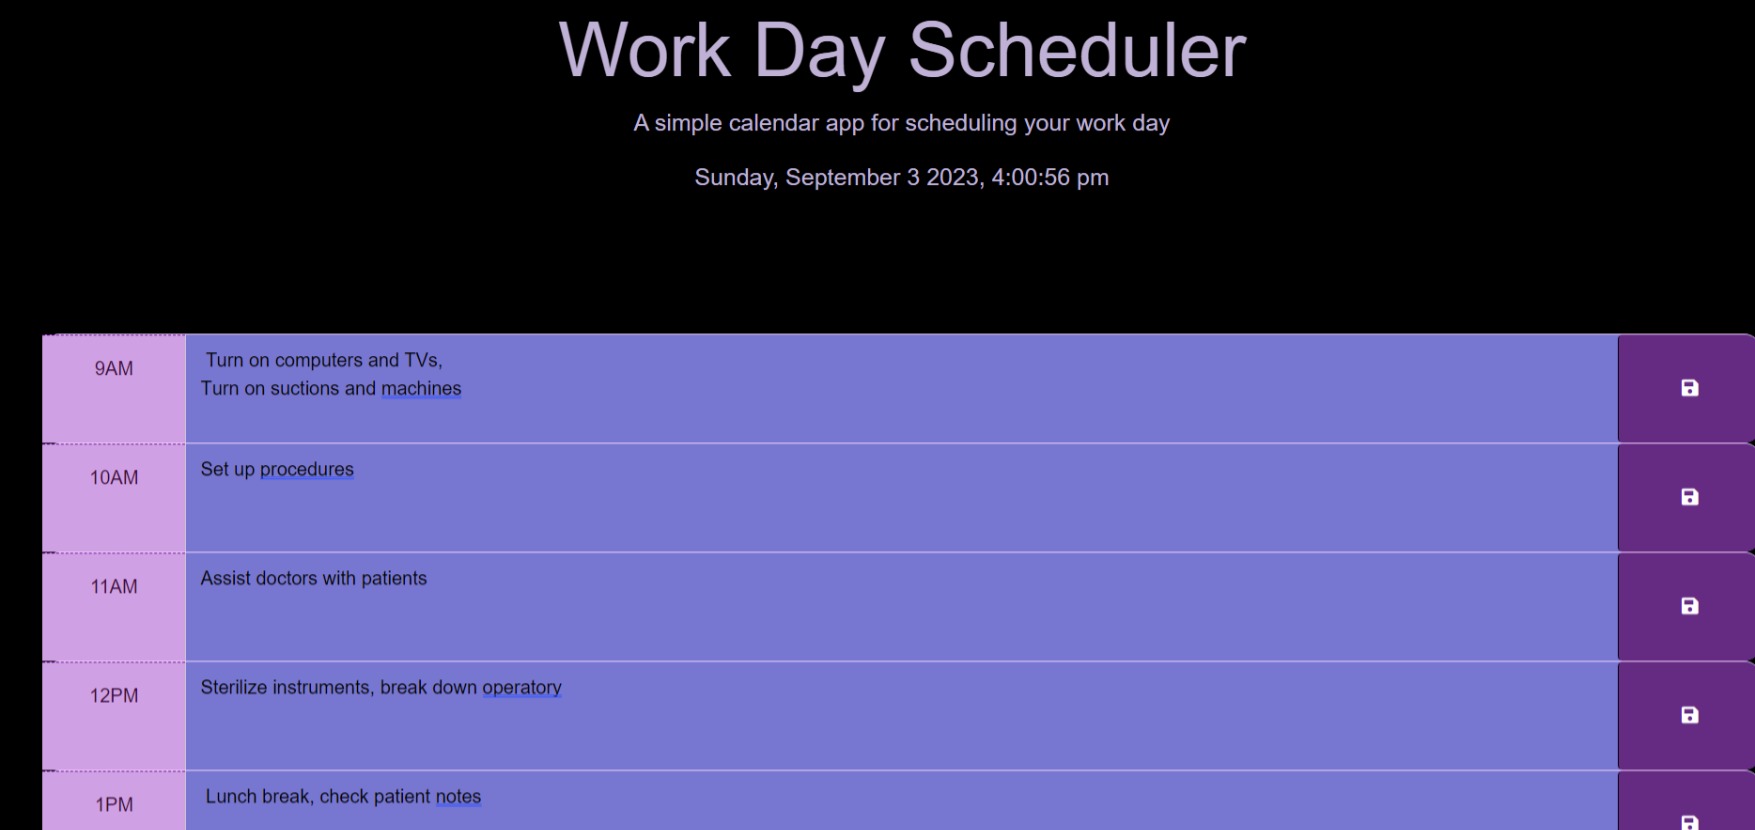 Work Day Scheduler
A simple calendar app for scheduling your work day
Sunday, September 3 2023, 4:00:56 pm
9AM
Turn on computers and TVs,
Turn on suctions and machines
10AM
Set up procedures
11AM
Assist doctors with patients
12PM
Sterilize instruments, break down operatory
1PM
Lunch break, check patient notes